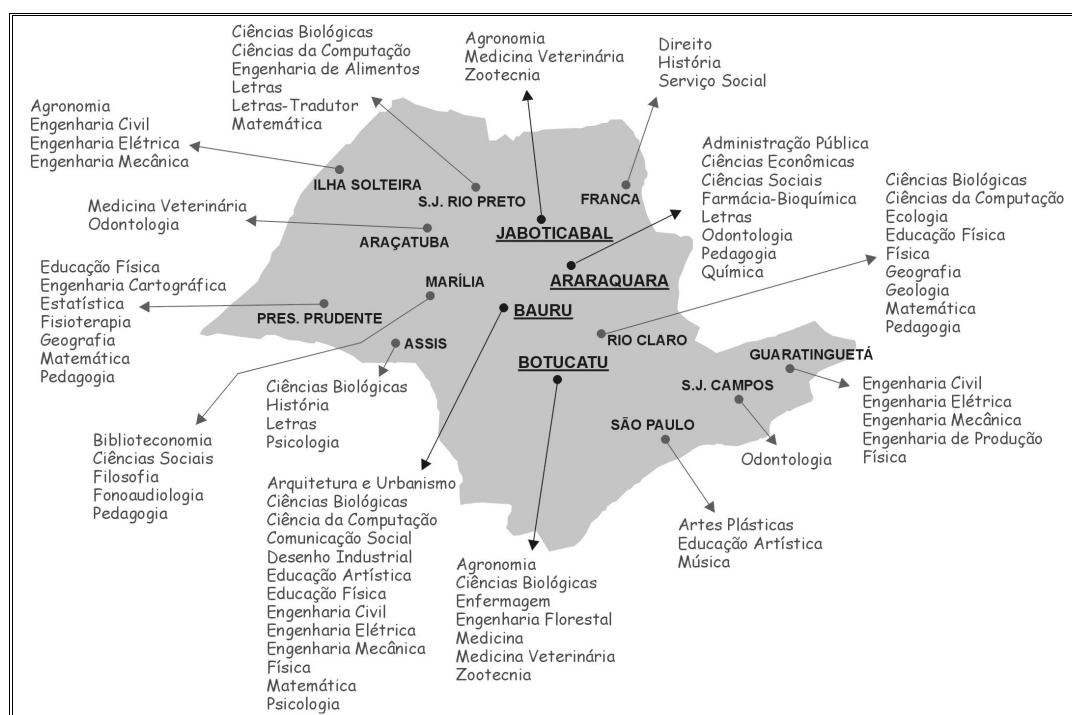 Ciências Biológicas
Ciências da Computação
Engenharia de Alimentos
Letras
Letras-Tradutor
Matemática
Agronomia
Medicina Veterinária
Zootecnia
Direito
História
Serviço Social
Agronomia
Engenharia Civil
Engenharia Elétrica
Engenharia Mecânica
Administração Pública
Ciências Econômicas
Ciências Sociais
Farmácia-Bioquímica
Letras
Odontologia
Pedagogia
Química
Ciências Biológicas
Ciências da Computação
Ecologia
Educação Física
Física
Geografia
Geologia
Matemática
Pedagogia
ILHA SOLTEIRA
S.J. RIO PRETO
FRANCA
Medicina Veterinária
Odontologia
ARAÇATUBA
JABOTICABAL
ARARAQUARA
Educação Física
Engenharia Cartográfica
Estatística
Fisioterapia
Geografia
Matemática
Pedagogia
MARÍLIA
PRES. PRUDENTE
BAURU
ASSIS
RIO CLARO
BOTUCATU
GUARATINGUETÁ
S.J. CAMPOS
SÃO PAULO
Ciências Biológicas
História
Letras
Psicologia
Engenharia Civil
Engenharia Elétrica
Engenharia Mecânica
Engenharia de Produção
Física
Biblioteconomia
Ciências Sociais
Filosofia
Fonoaudiologia
Pedagogia
Odontologia
Arquitetura e Urbanismo
Ciências Biológicas
Ciência da Computação
Comunicação Social
Desenho Industrial
Educação Artística
Educação Física
Engenharia Civil
Engenharia Elétrica
Engenharia Mecânica
Física
Matemática
Psicologia
Agronomia
Ciências Biológicas
Enfermagem
Engenharia Florestal
Medicina
Medicina Veterinária
Zootecnia
Artes Plásticas
Educação Artística
Música